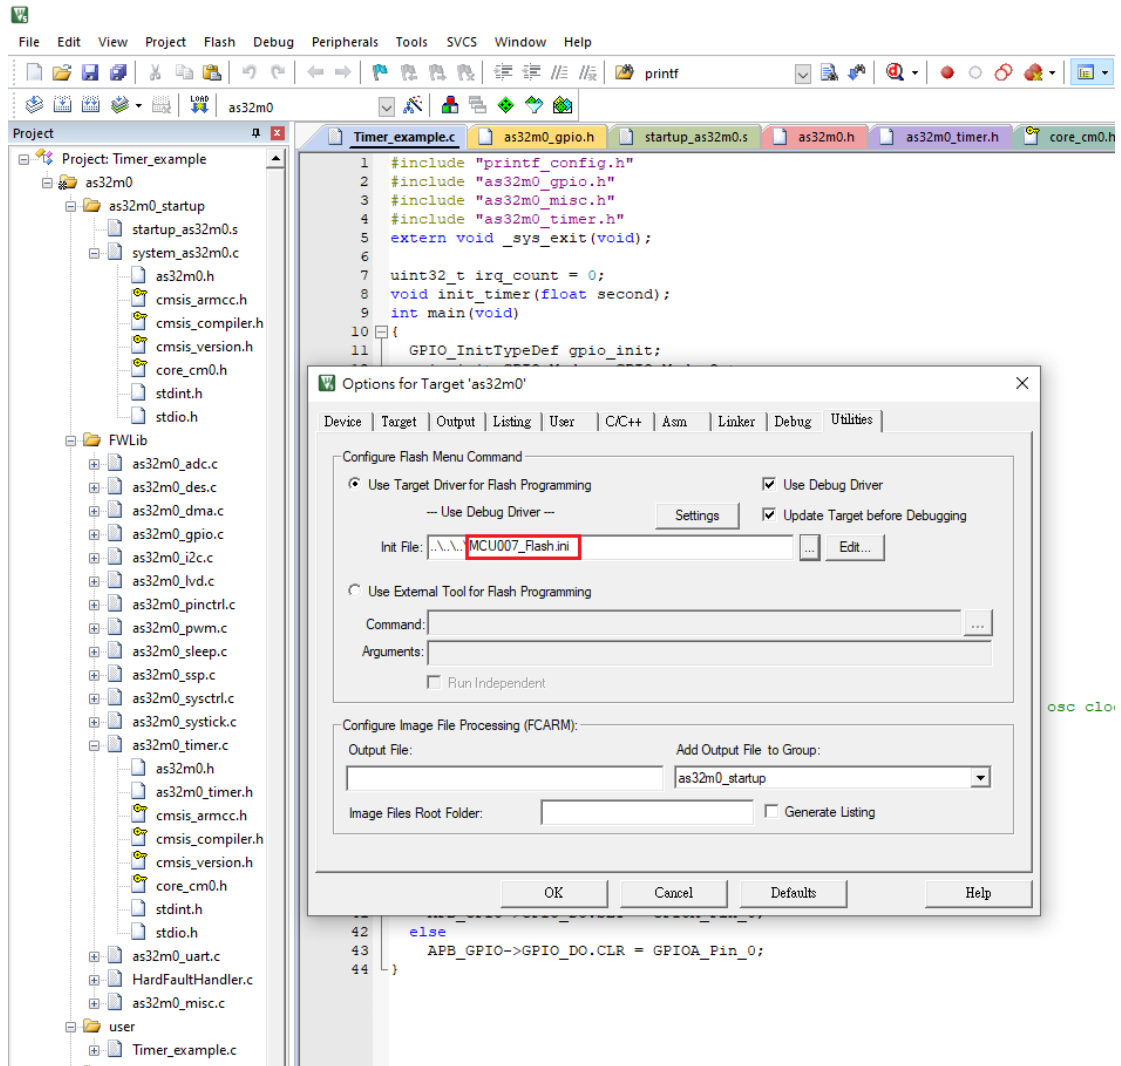 File Edit View Project Flash Debug Peripherals Tools SVCS Window Help
printf
LOAD as32m0
Project
Timer_example.c as32m0_gpio.h startup_as32m0.s as32m0.h as32m0_timer.h core_cm0.h
Project: Timer_example
as32m0
as32m0_startup
startup_as32m0.s
system_as32m0.c
as32m0.h
cmsis_armcc.h
cmsis_compiler.h
cmsis_version.h
core_cm0.h
stdint.h
stdio.h
FWLib
as32m0_adc.c
as32m0_des.c
as32m0_dma.c
as32m0_gpio.c
as32m0_i2c.c
as32m0_lvd.c
as32m0_pinctrl.c
as32m0_pwm.c
as32m0_sleep.c
as32m0_ssp.c
as32m0_sysctrl.c
as32m0_systick.c
as32m0_timer.c
as32m0.h
as32m0_timer.h
cmsis_armcc.h
cmsis_compiler.h
cmsis_version.h
core_cm0.h
stdint.h
stdio.h
as32m0_uart.c
HardFaultHandler.c
as32m0_misc.c
user
Timer_example.c
1 #include "printf_config.h"
2 #include "as32m0_gpio.h"
3 #include "as32m0_misc.h"
4 #include "as32m0_timer.h"
5 extern void _sys_exit(void);
6
7 uint32_t irq_count = 0;
8 void init_timer(float second);
9 int main(void)
10 {
11 GPIO_InitTypeDef gpio_init;
Options for Target 'as32m0'
Device Target Output Listing User C/C++ Asm Linker Debug Utilities
Configure Flash Menu Command
Use Target Driver for Flash Programming
Use Debug Driver
--- Use Debug Driver ---
Settings
Update Target before Debugging
Init File: ..\..\..\MCU007_Flash.ini ... Edit...
Use External Tool for Flash Programming
Command: ...
Arguments:
Run Independent
osc clo
Configure Image File Processing (FCARM):
Output File:
Add Output File to Group:
as32m0_startup
Image Files Root Folder:
Generate Listing
OK Cancel Defaults Help
42 else
43 APB_GPIO->GPIO_DO.CLR = GPIOA_Pin_0;
44 }